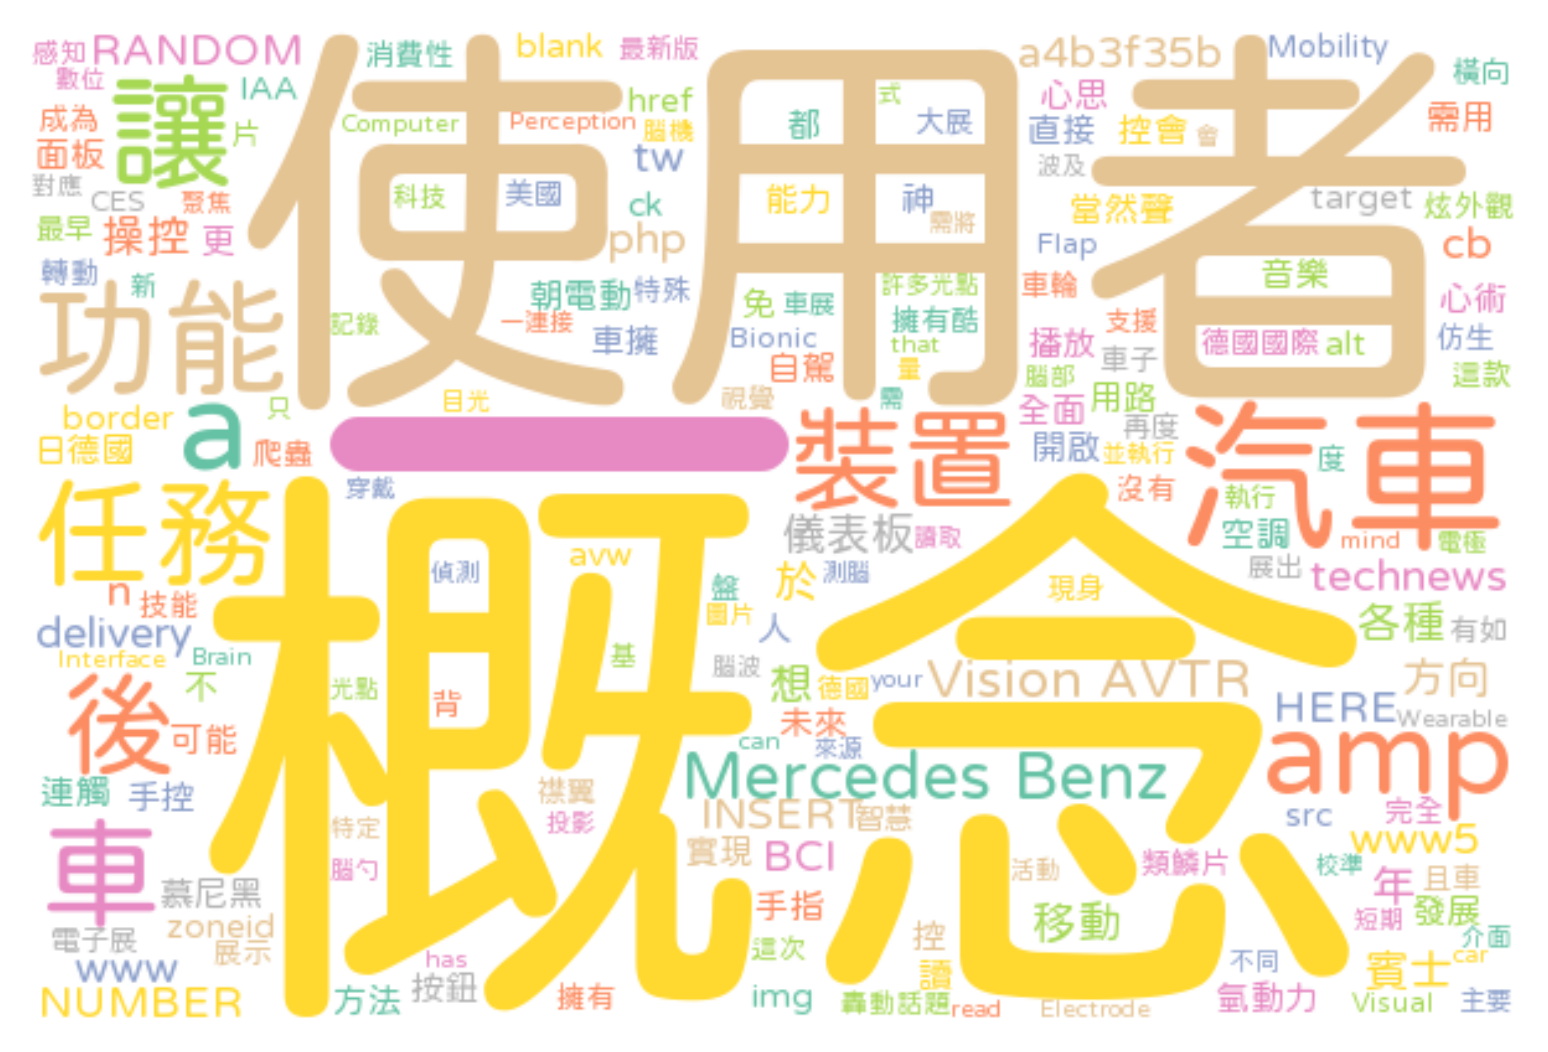 感知 RANDOM 消費性 blank 最新版 a4b3f35b Mobility 橫向
數位 IAA 使用者 href 式 心思 需用
讓 成為 片 Computer Perception 腦機 都 大展 直接 控會 會
面板 tw 波及
對應 CES 聚焦 科技 美國 ck 能力 神 當然聲 target 炫外觀
最早 操控 更 php 需將 Flap cb
轉動 新 朝電動 特殊 免 車展 許多光點 車輪 音樂 心術
功能 記錄 一連接 車擁 Bionic 擁有酷 that 播放 支援 車子 德國國際 alt 仿生
自駕 量 腦部 這款
border a 只 目光 視覺 需 全面 用路 再度
日德國 爬蟲 一 裝置 開啟 並執行 汽車 度
任務 穿戴 沒有 執行
概念 儀表板 讀取 空調 mind 電極
偵測 avw 盤 於 測腦 現身 展出 technews
n 技能 圖片 人 各種 有如
delivery Interface Brain 基 腦波
不 光點 背 想 德國 your Vision AVTR 方向
後 可能 未來 can 來源 HERE Wearable
連觸 手控 襟翼 Mercedes Benz amp
特定 投影 INSERT 智慧 src 完全
車 腦勺 實現 BCI 活動 類鱗片 校準 www5
慕尼黑 手指 年 且車
zoneid 移動 短期 發展
電子展 展示 has 這次 控 不同 介面
www 按鈕 讀 賓士 car
NUMBER 方法 擁有 img 轟動話題 read Electrode 氫動力 Visual 主要